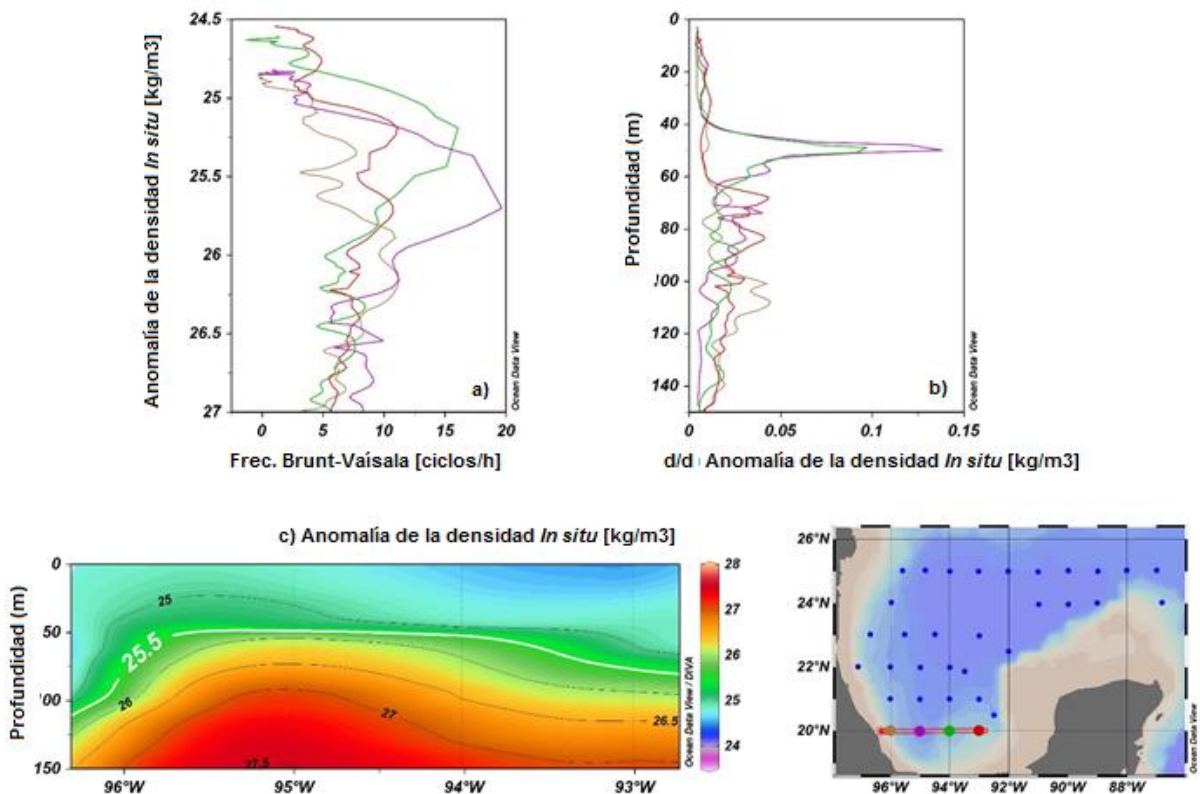 Anomalía de la densidad In situ [kg/m3]
24.5
25
25.5
26
26.5
27
0 5 10 15 20
Frec. Brunt-Vaísala [ciclos/h]
a)
Ocean Data View
Profundidad (m)
0
20
40
60
80
100
120
140
0 0.05 0.1 0.15
d/d Anomalía de la densidad In situ [kg/m3]
b)
Ocean Data View
c) Anomalía de la densidad In situ [kg/m3]
Profundidad (m)
0
50
100
150
25
25.5
26
27
26.5
27.5
96°W 95°W 94°W 93°W
28
27
26
25
24
Ocean Data View / DIVA
26°N
24°N
22°N
20°N
96°W 94°W 92°W 90°W 88°W
Ocean Data View